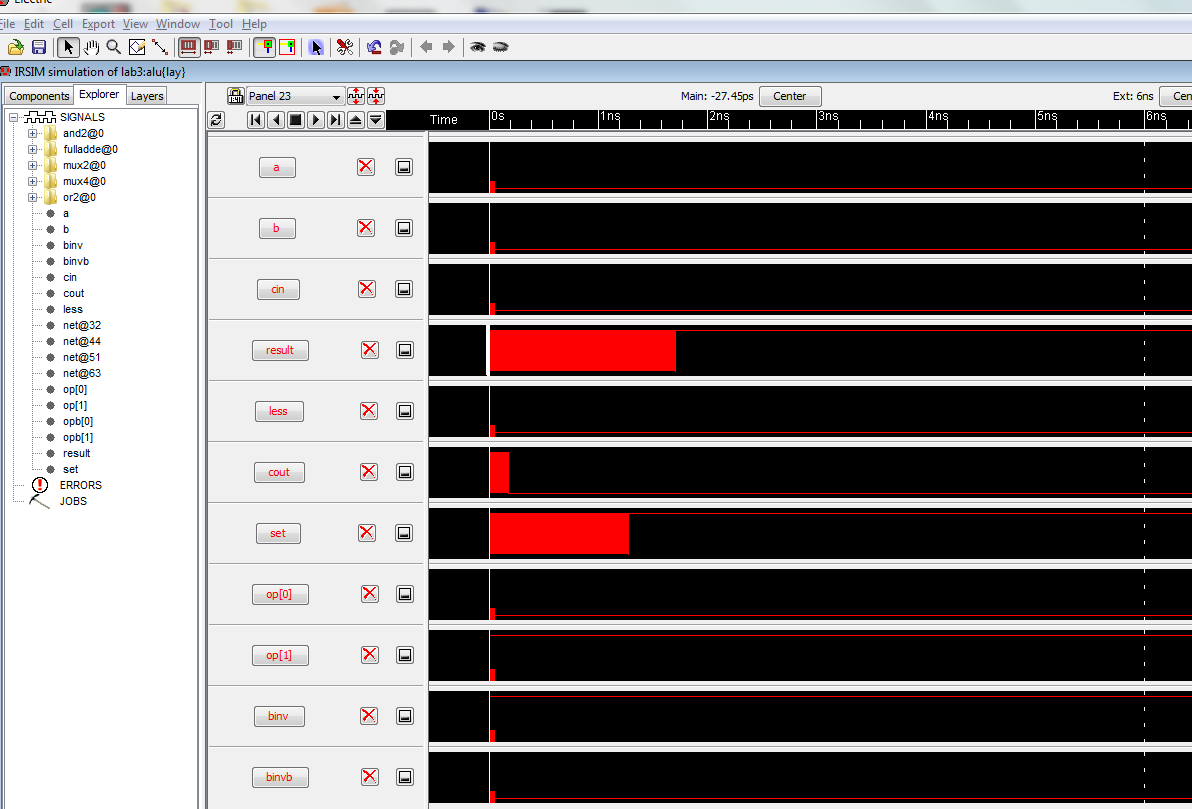 Electric
File Edit Cell Export View Window Tool Help
IRSIM simulation of lab3:alu{lay}
Components Explorer Layers
SIGNALS
and2@0
fulladde@0
mux2@0
mux4@0
or2@0
a
b
binv
binvb
cin
cout
less
net@32
net@44
net@51
net@63
op[0]
op[1]
opb[0]
opb[1]
result
set
ERRORS
JOBS
Panel 23
Main: -27.45ps Center Ext: 6ns Cen
Time 0s 1ns 2ns 3ns 4ns 5ns 6ns
a
b
cin
result
less
cout
set
op[0]
op[1]
binv
binvb